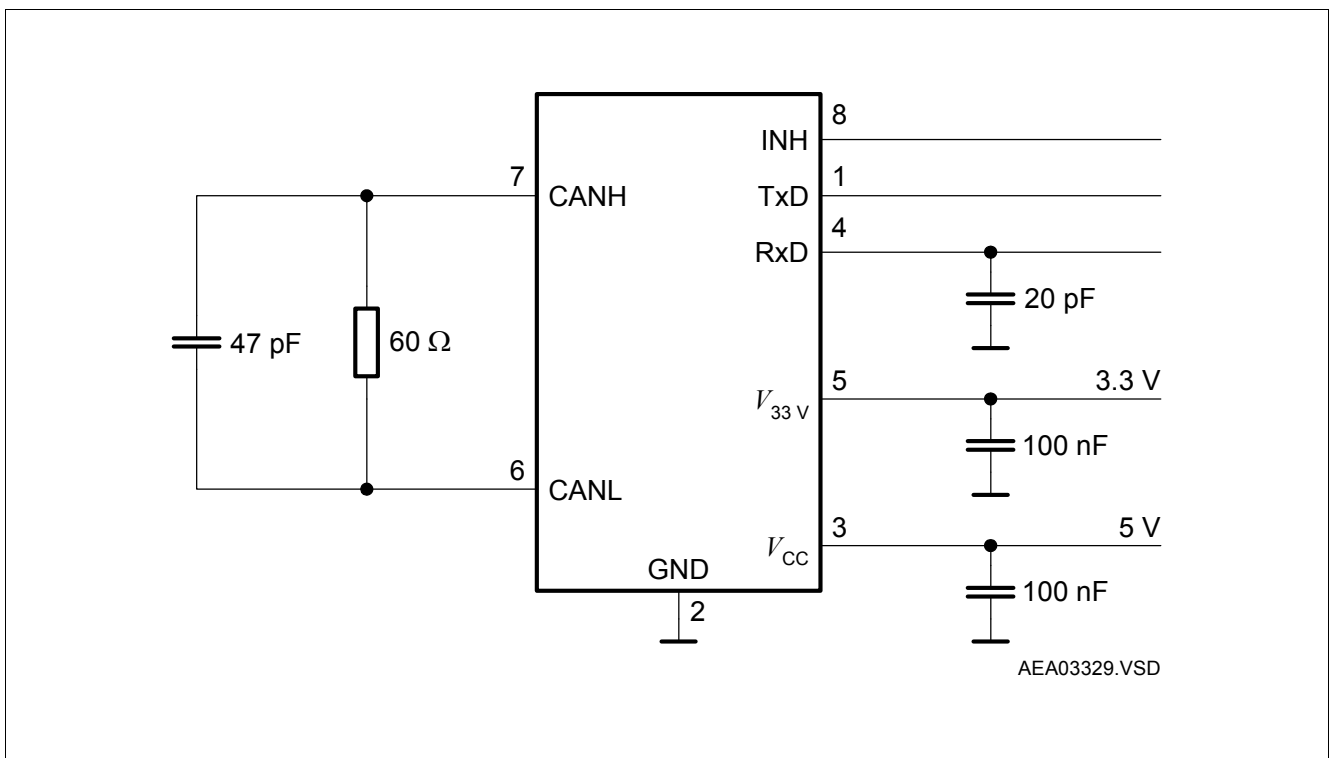 8
INH
7
1
CANH
TxD
4
RxD
20 pF
47 pF
60 Ω
5
3.3 V
V33 V
100 nF
6
CANL
3
5 V
VCC
GND
100 nF
2
AEA03329.VSD